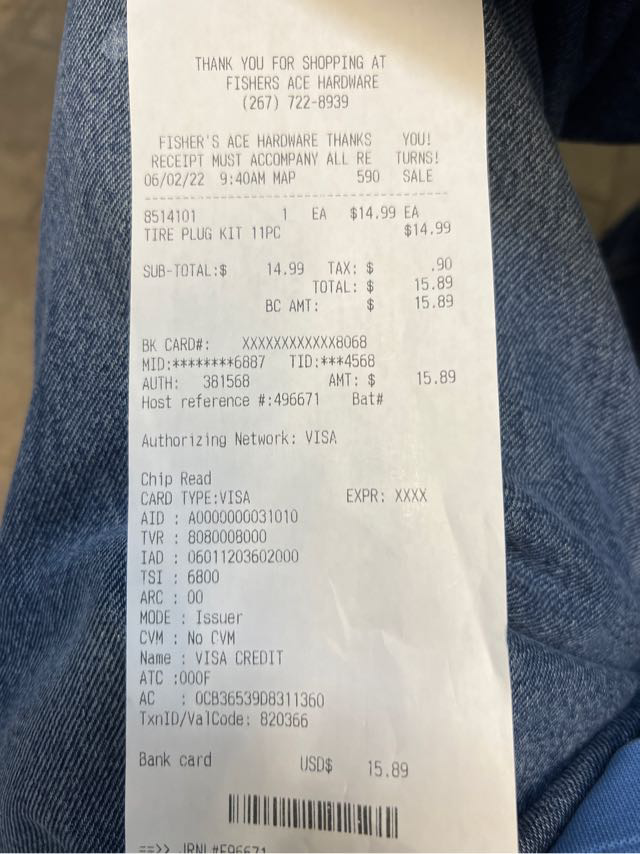 THANK YOU FOR SHOPPING AT
FISHERS ACE HARDWARE
(267) 722-8939
FISHER'S ACE HARDWARE THANKS YOU!
RECEIPT MUST ACCOMPANY ALL RE TURNS!
06/02/22 9:40AM MAP 590 SALE
8514101 1 EA $14.99 EA
TIRE PLUG KIT 11PC $14.99
SUB-TOTAL:$ 14.99 TAX: $ .90
TOTAL: $ 15.89
BC AMT: $ 15.89
BK CARD#: XXXXXXXXXXXX8068
MID:********6887 TID:***4568
AUTH: 381568 AMT: $ 15.89
Host reference #:496671 Bat#
Authorizing Network: VISA
Chip Read
CARD TYPE:VISA EXPR: XXXX
AID : A0000000031010
TVR : 8080008000
IAD : 06011203602000
TSI : 6800
ARC : 00
MODE : Issuer
CVM : No CVM
Name : VISA CREDIT
ATC :000F
AC : 0CB36539D8311360
TxnID/ValCode: 820366
Bank card USD$ 15.89
==>> JRNL#F96671